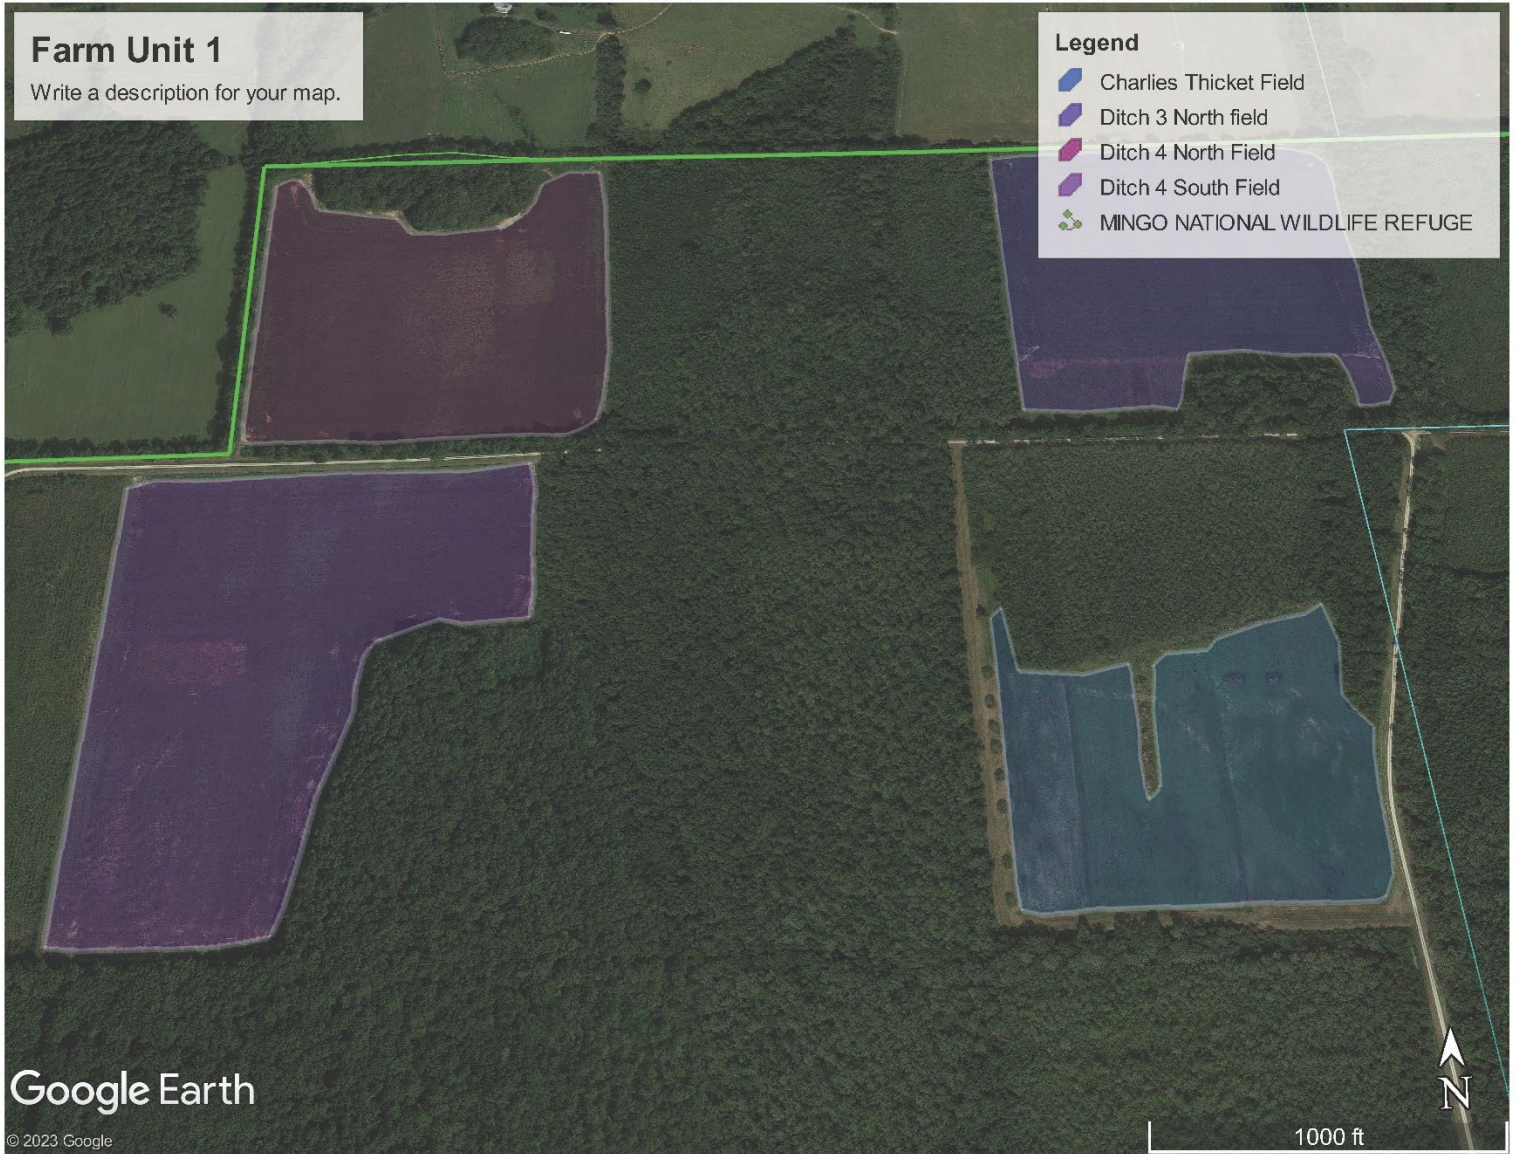 Farm Unit 1
Write a description for your map.
Legend
Charlies Thicket Field
Ditch 3 North field
Ditch 4 North Field
Ditch 4 South Field
MINGO NATIONAL WILDLIFE REFUGE
Google Earth
© 2023 Google
N
1000 ft